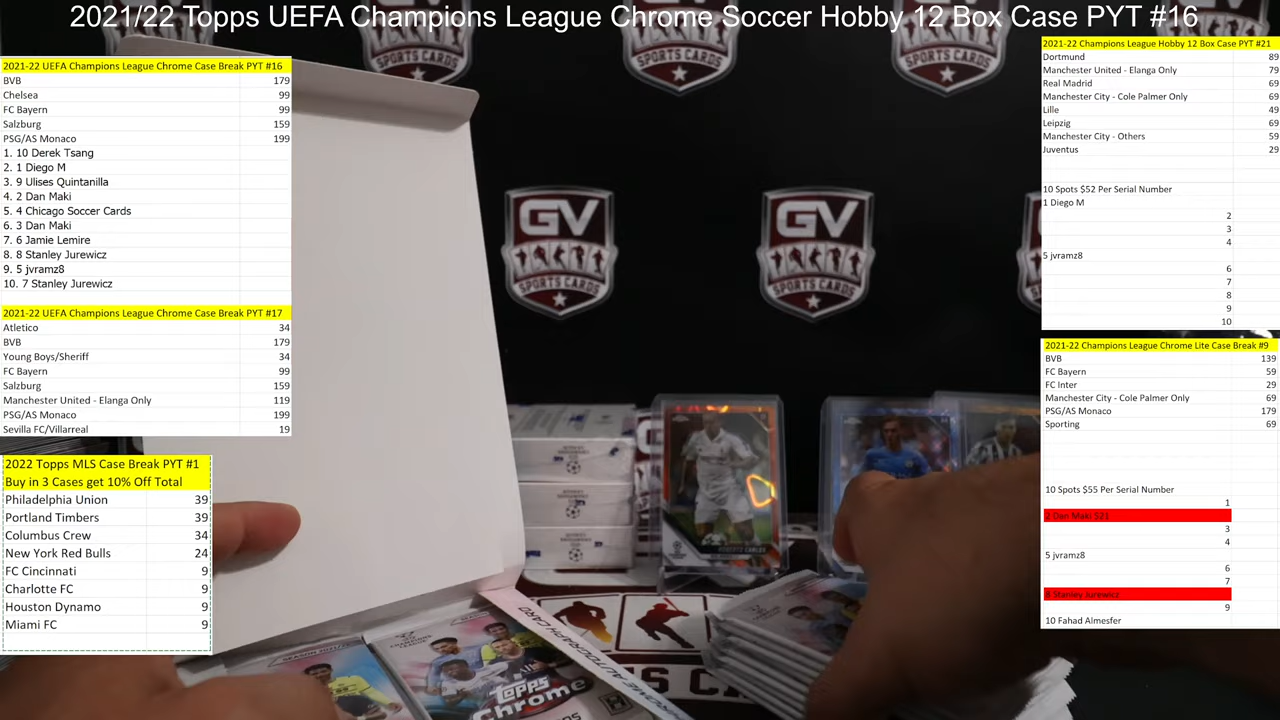 2021/22 Topps UEFA Champions League Chrome Soccer Hobby 12 Box Case PYT #16
2021-22 UEFA Champions League Chrome Case Break PYT #16
BVB 179
Chelsea 99
FC Bayern 99
Salzburg 159
PSG/AS Monaco 199
1. 10 Derek Tsang
2. 1 Diego M
3. 9 Ulises Quintanilla
4. 2 Dan Maki
5. 4 Chicago Soccer Cards
6. 3 Dan Maki
7. 6 Jamie Lemire
8. 8 Stanley Jurewicz
9. 5 jvramz8
10. 7 Stanley Jurewicz
2021-22 UEFA Champions League Chrome Case Break PYT #17
Atletico 34
BVB 179
Young Boys/Sheriff 34
FC Bayern 99
Salzburg 159
Manchester United - Elanga Only 119
PSG/AS Monaco 199
Sevilla FC/Villarreal 19
2022 Topps MLS Case Break PYT #1
Buy in 3 Cases get 10% Off Total
Philadelphia Union 39
Portland Timbers 39
Columbus Crew 34
New York Red Bulls 24
FC Cincinnati 9
Charlotte FC 9
Houston Dynamo 9
Miami FC 9
2021-22 Champions League Hobby 12 Box Case PYT #21
Dortmund 89
Manchester United - Elanga Only 79
Real Madrid 69
Manchester City - Cole Palmer Only 69
Lille 49
Leipzig 69
Manchester City - Others 59
Juventus 29
10 Spots $52 Per Serial Number
1 Diego M
2
3
4
5 jvramz8
6
7
8
9
10
2021-22 Champions League Chrome Lite Case Break #9
BVB 139
FC Bayern 59
FC Inter 29
Manchester City - Cole Palmer Only 69
PSG/AS Monaco 179
Sporting 69
10 Spots $55 Per Serial Number
1
2 Dan Maki 521
3
4
5 jvramz8
6
7
8 Stanley Jurewicz
9
10 Fahad Almesfer
SPORTS CARDS
SPORTS CARDS
SPORTS CARDS
GV
SPORTS CARDS
GV
SPORTS CARDS
ROBERTO CARLOS
topps
Chrome
AUTOGRAPH CARD